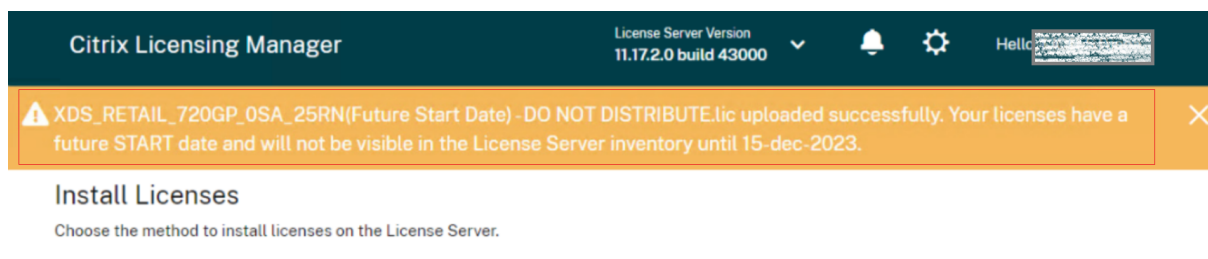 Citrix Licensing Manager
License Server Version
11.17.2.0 build 43000
Hello
XDS_RETAIL_720GP_0SA_25RN(Future Start Date) -DO NOT DISTRIBUTE.lic uploaded successfully. Your licenses have a
future START date and will not be visible in the License Server inventory until 15-dec-2023.
Install Licenses
Choose the method to install licenses on the License Server.